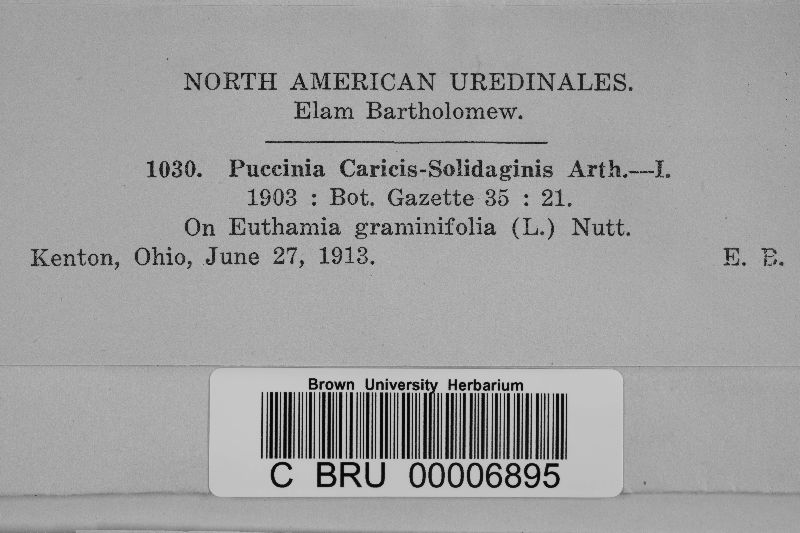 NORTH AMERICAN UREDINALES.
Elam Bartholomew.
1030. Puccinia Caricis-Solidaginis Arth.—I.
1903 : Bot. Gazette 35 : 21.
On Euthamia graminifolia (L.) Nutt.
Kenton, Ohio, June 27, 1913. E. B.
Brown University Herbarium
C BRU 00006895